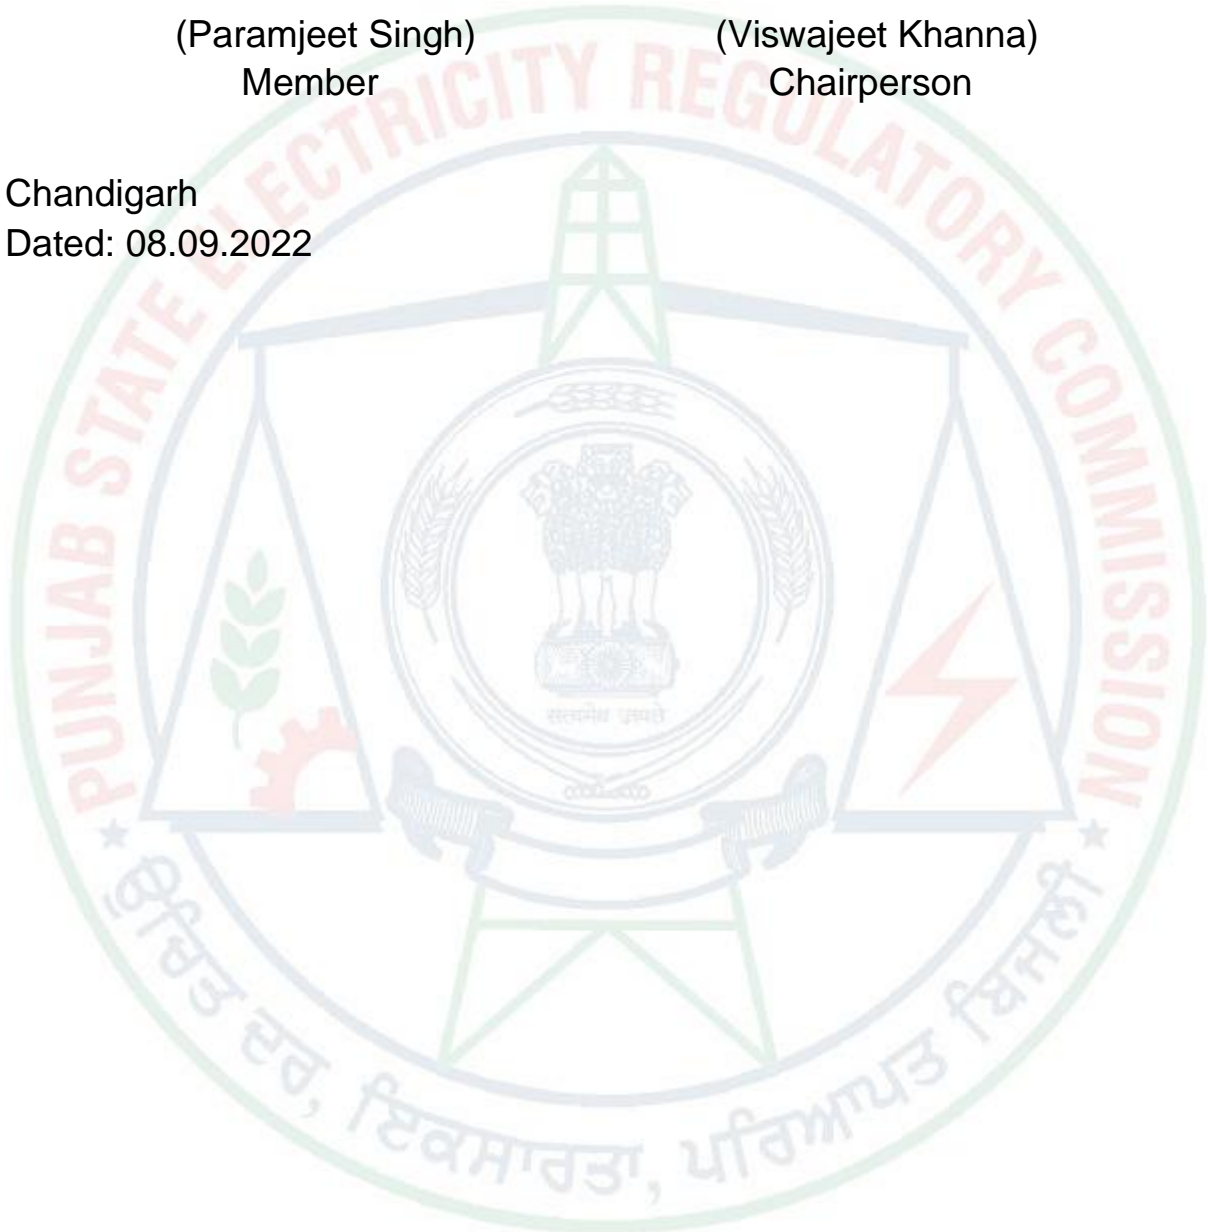 (Paramjeet Singh) (Viswajeet Khanna)
Member Chairperson
Chandigarh
Dated: 08.09.2022
PUNJAB STATE ELECTRICITY REGULATORY COMMISSION
सत्यमेव जयते
ਉਚਿਤ ਦਰ, ਇਕਸਾਰਤਾ, ਪਰਿਆਪਤ ਬਿਜਲੀ